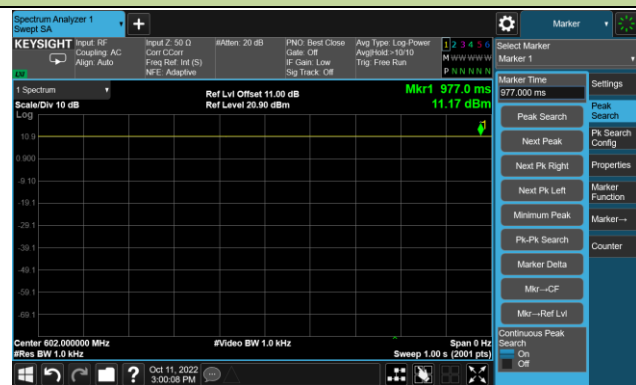 Spectrum Analyzer 1
Swept SA
Marker
KEYSIGHT
Input: RF
Coupling: AC
Align: Auto
Input Z: 50 Ω
Corr CCorr
Freq Ref: Int (S)
NFE: Adaptive
#Atten: 20 dB
PNO: Best Close
Gate: Off
IF Gain: Low
Sig Track: Off
Avg Type: Log-Power
Avg|Hold:>10/10
Trig: Free Run
1 2 3 4 5 6
M W W W W W
P N N N N N
LW
Select Marker
Marker 1
1 Spectrum
Scale/Div 10 dB
Log
Ref Lvl Offset 11.00 dB
Ref Level 20.90 dBm
Mkr1 977.0 ms
11.17 dBm
1
10.9
0.900
-9.10
-19.1
-29.1
-39.1
-49.1
-59.1
-69.1
Center 602.000000 MHz
#Res BW 1.0 kHz
#Video BW 1.0 kHz
Span 0 Hz
Sweep 1.00 s (2001 pts)
Marker Time
977.000 ms
Peak Search
Next Peak
Next Pk Right
Next Pk Left
Minimum Peak
Pk-Pk Search
Marker Delta
Mkr→CF
Mkr→Ref Lvl
Continuous Peak
Search
On
Off
Settings
Peak
Search
Pk Search
Config
Properties
Marker
Function
Marker→
Counter
?
Oct 11, 2022
3:00:08 PM